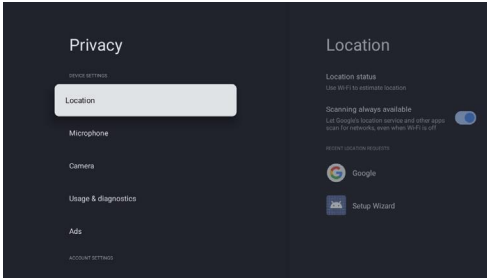 Privacy
DEVICE SETTINGS
Location
Microphone
Camera
Usage & diagnostics
Ads
ACCOUNT SETTINGS
Location
Location status
Use Wi-Fi to estimate location
Scanning always available
Let Google's location service and other apps
scan for networks, even when Wi-Fi is off
RECENT LOCATION REQUESTS
Google
Setup Wizard